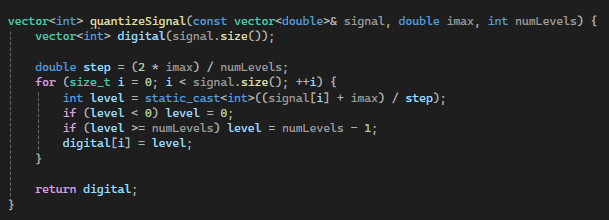 vector<int> quantizeSignal(const vector<double>& signal, double imax, int numLevels) {
    vector<int> digital(signal.size());

    double step = (2 * imax) / numLevels;
    for (size_t i = 0; i < signal.size(); ++i) {
        int level = static_cast<int>((signal[i] + imax) / step);
        if (level < 0) level = 0;
        if (level >= numLevels) level = numLevels - 1;
        digital[i] = level;
    }

    return digital;
}